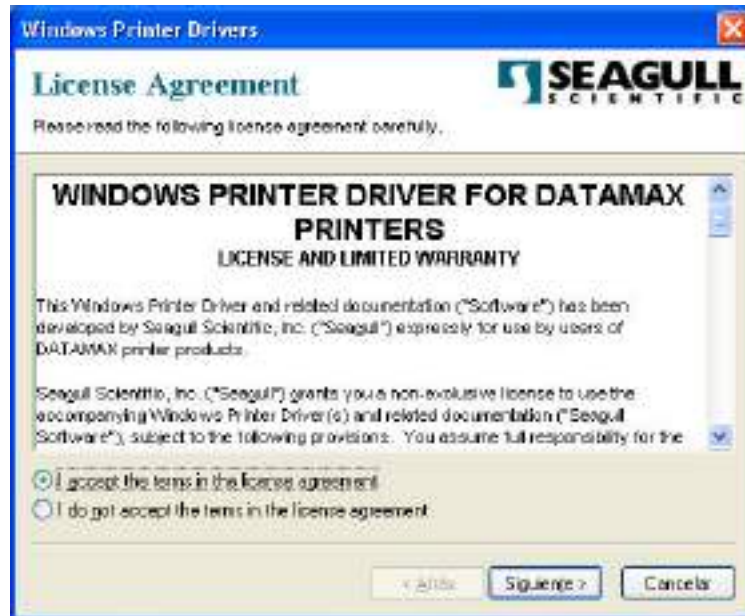 Windows Printer Drivers
License Agreement
SEAGULL
SCIENTIFIC
Please read the following license agreement carefully.
WINDOWS PRINTER DRIVER FOR DATAMAX
PRINTERS
LICENSE AND LIMITED WARRANTY
This Windows Printer Driver and related documentation ("Software") has been
developed by Seagull Scientific, Inc. ("Seagull") expressly for use by users of
DATAMAX printer products.
Seagull Scientific, Inc. ("Seagull") grants you a non-exclusive license to use the
accompanying Windows Printer Driver(s) and related documentation ("Seagull
Software"), subject to the following provisions. You assume full responsibility for the
I accept the terms in the license agreement
I do not accept the terms in the license agreement
< Atrás
Siguiente >
Cancelar